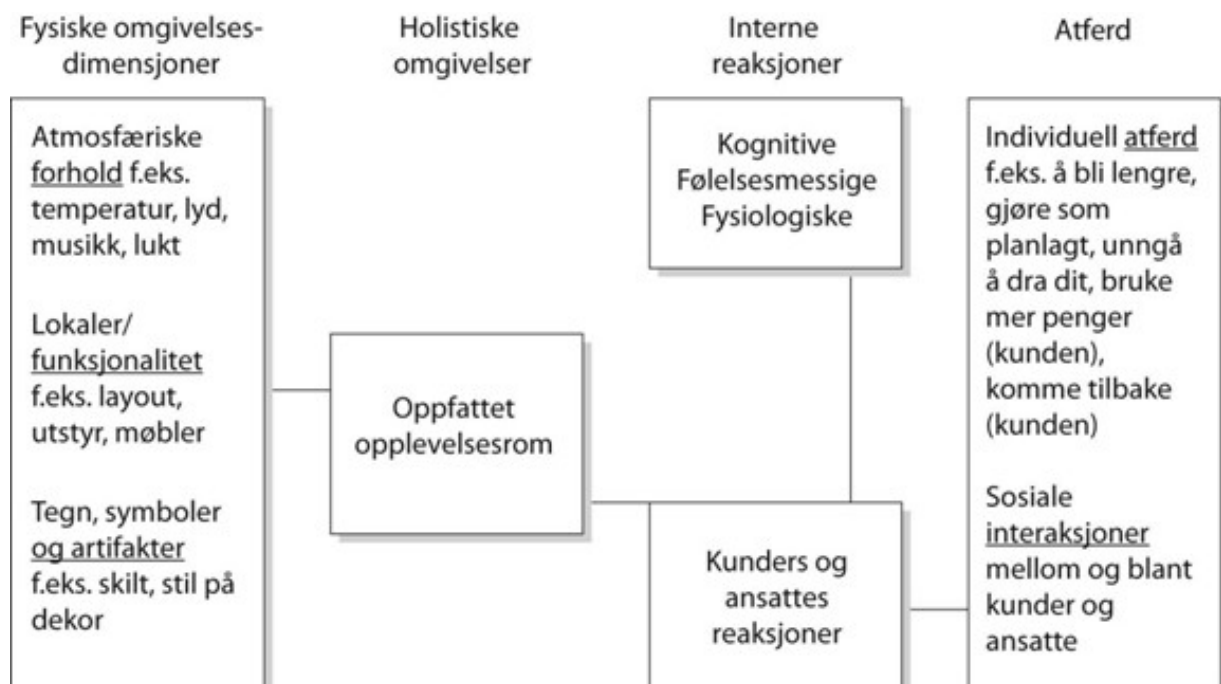 Fysiske omgivelses-
dimensjoner
Holistiske
omgivelser
Interne
reaksjoner
Atferd
Atmosfæriske
forhold f.eks.
temperatur, lyd,
musikk, lukt
Lokaler/
funksjonalitet
f.eks. layout,
utstyr, møbler
Tegn, symboler
og artifakter
f.eks. skilt, stil på
dekor
Oppfattet
opplevelsesrom
Kognitive
Følelsesmessige
Fysiologiske
Kunders og
ansattes
reaksjoner
Individuell atferd
f.eks. å bli lengre,
gjøre som
planlagt, unngå
å dra dit, bruke
mer penger
(kunden),
komme tilbake
(kunden)
Sosiale
interaksjoner
mellom og blant
kunder og
ansatte